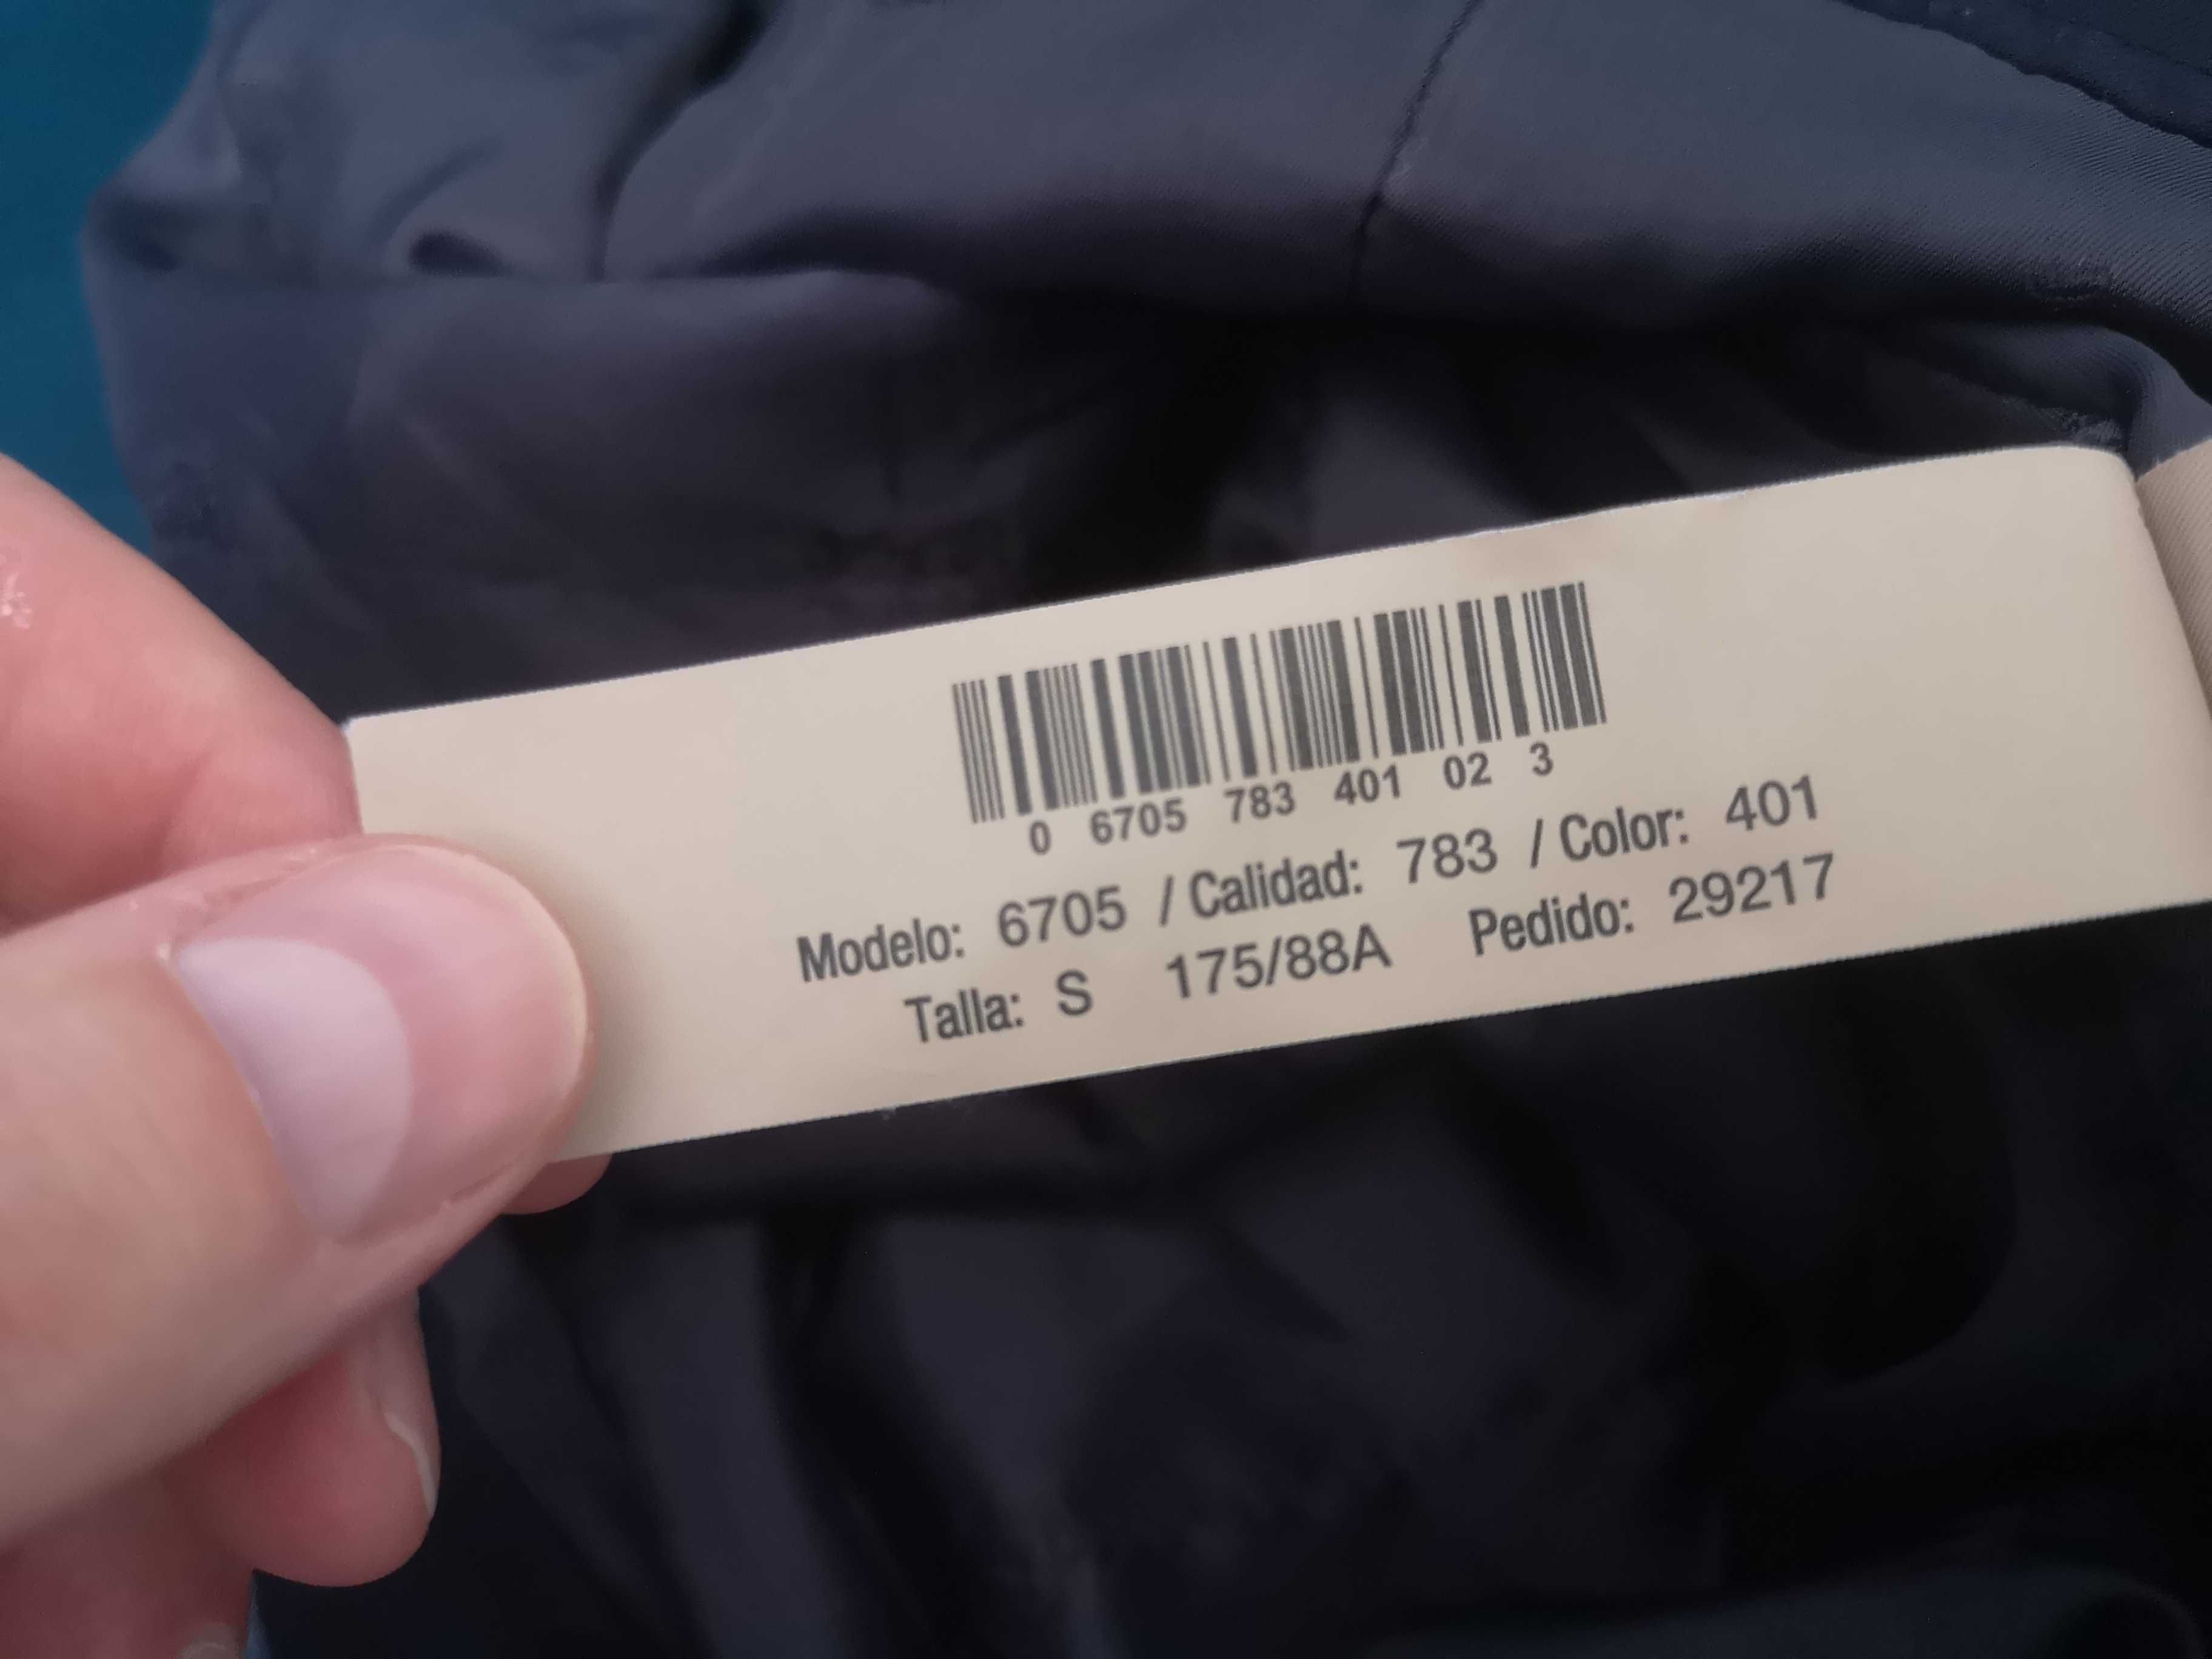 0 6705 783 401 02 3
Modelo: 6705 / Calidad: 783 / Color: 401
Talla: S 175/88A Pedido: 29217